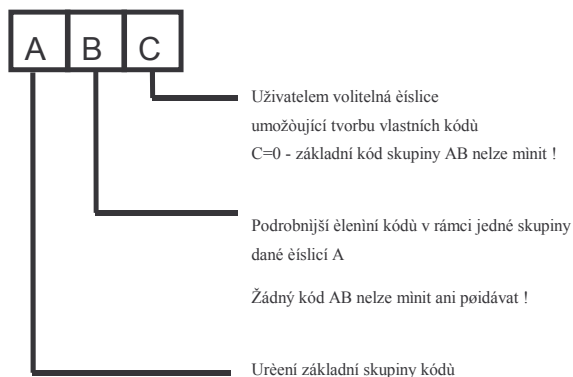 A B C
Uživatelem volitelná èíslice
umožòující tvorbu vlastních kódù
C=0 - základní kód skupiny AB nelze mìnit !
Podrobnìjší èlenìní kódù v rámci jedné skupiny
dané èíslicí A
Žádný kód AB nelze mìnit ani pøidávat !
Urèení základní skupiny kódù